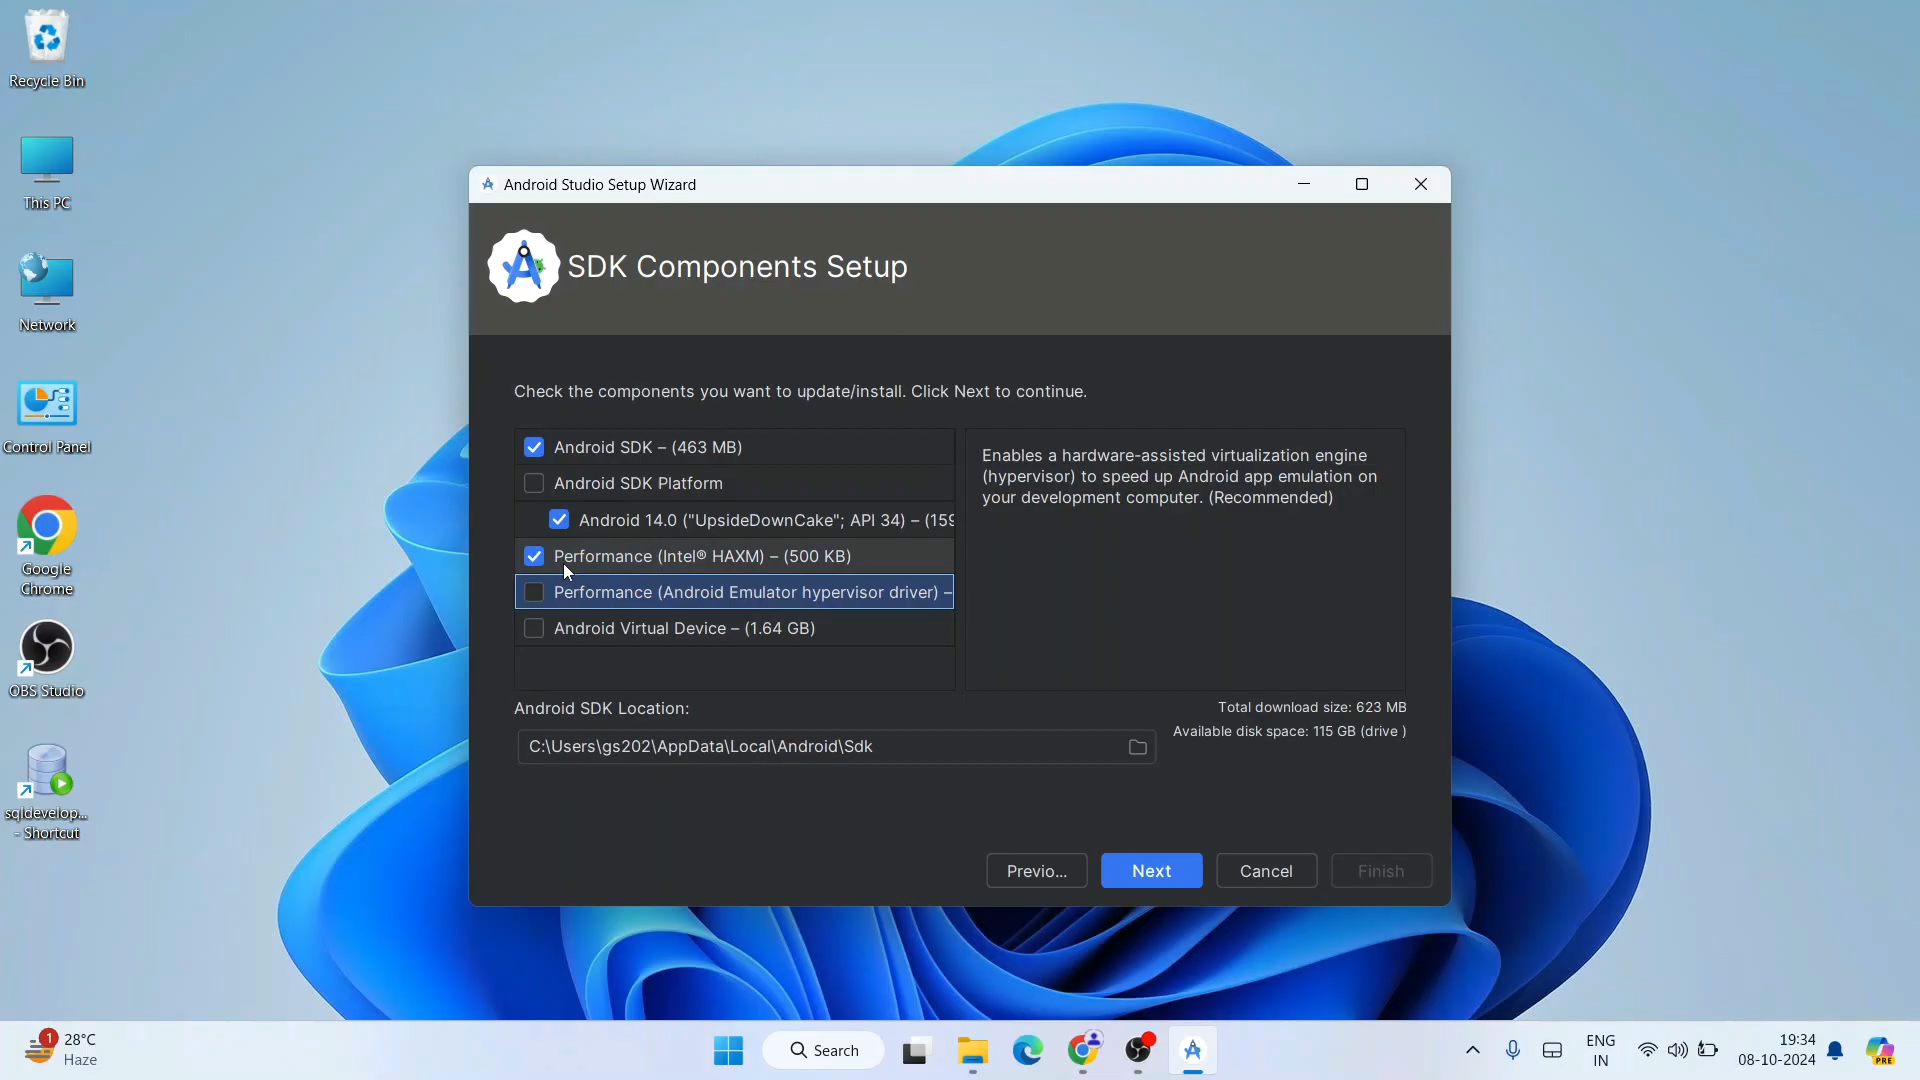 Recycle Bin
This PC
Network
Control Panel
Google
Chrome
OBS Studio
sqldevelop...
- Shortcut
Android Studio Setup Wizard
SDK Components Setup
Check the components you want to update/install. Click Next to continue.
Android SDK – (463 MB)
Android SDK Platform
Android 14.0 ("UpsideDownCake"; API 34) – (159
Performance (Intel® HAXM) – (500 KB)
Performance (Android Emulator hypervisor driver) –
Android Virtual Device – (1.64 GB)
Enables a hardware-assisted virtualization engine
(hypervisor) to speed up Android app emulation on
your development computer. (Recommended)
Android SDK Location:
Total download size: 623 MB
Available disk space: 115 GB (drive )
C:\Users\gs202\AppData\Local\Android\Sdk
Previo...
Next
Cancel
Finish
1
28°C
Haze
Search
ENG
IN
19:34
08-10-2024
PRE